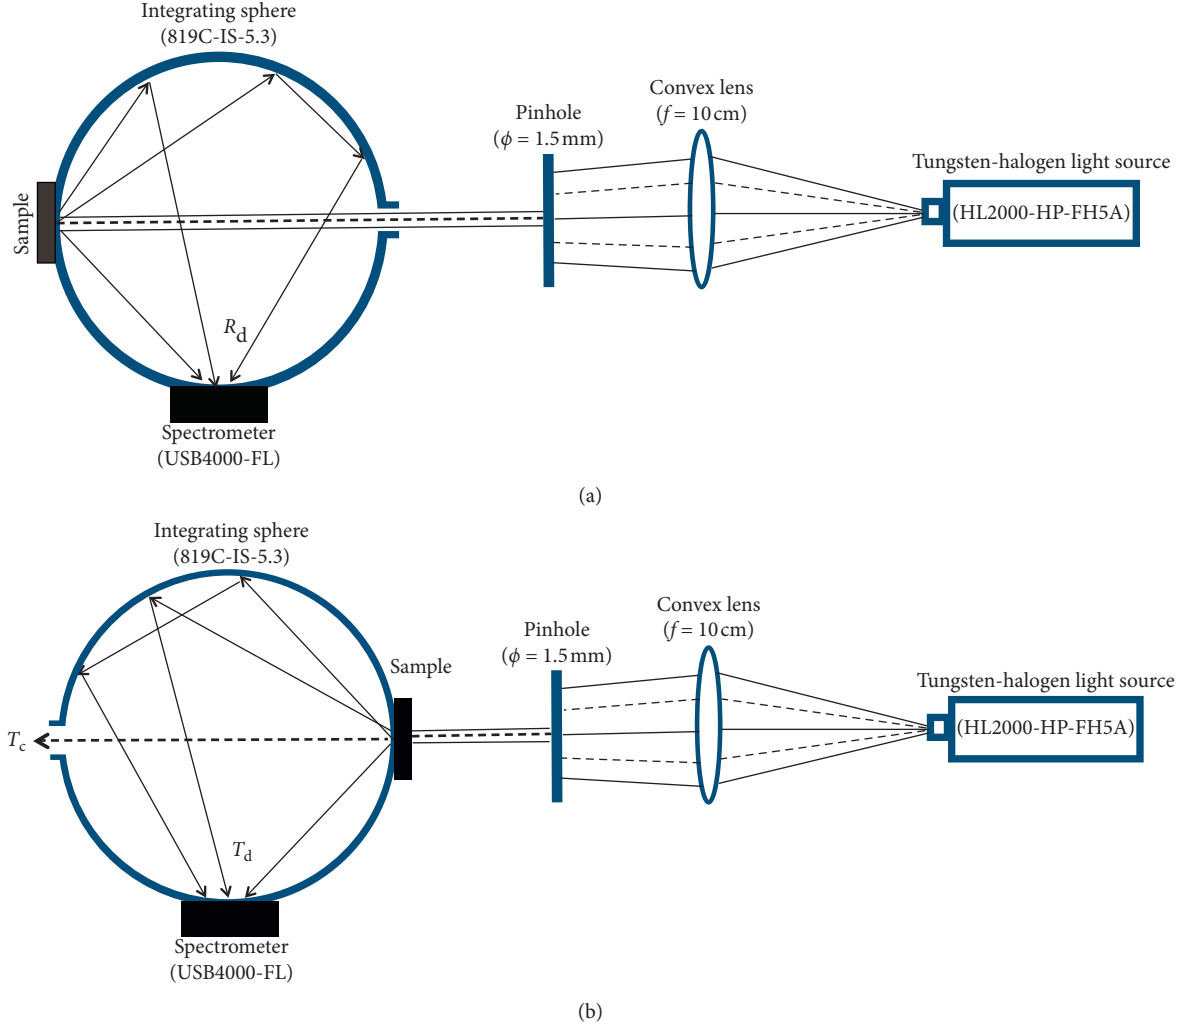 Integrating sphere
(819C-IS-5.3)
Convex lens
(f = 10 cm)
Pinhole
(ϕ = 1.5 mm)
Tungsten-halogen light source
(HL2000-HP-FH5A)
Sample
Rd
Spectrometer
(USB4000-FL)
(a)
Integrating sphere
(819C-IS-5.3)
Convex lens
(f = 10 cm)
Pinhole
(ϕ = 1.5 mm)
Sample
Tungsten-halogen light source
(HL2000-HP-FH5A)
Tc
Td
Spectrometer
(USB4000-FL)
(b)